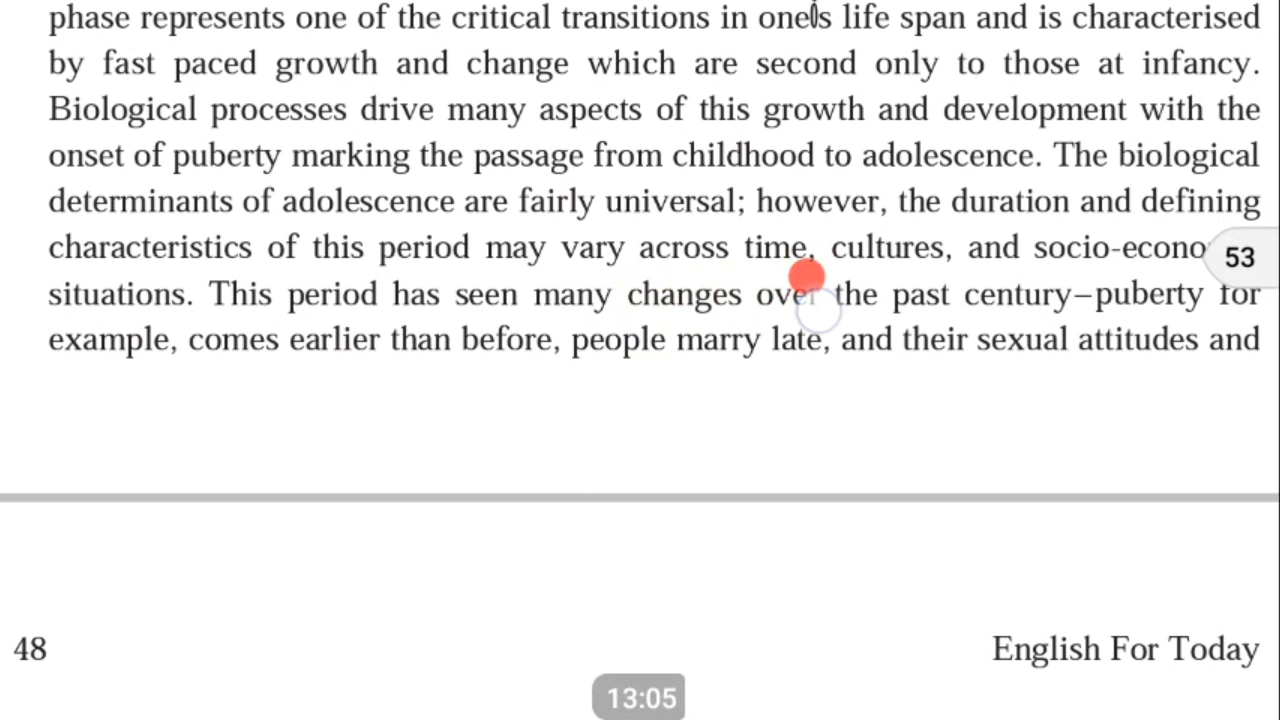 phase represents one of the critical transitions in one's life span and is characterised
by fast paced growth and change which are second only to those at infancy.
Biological processes drive many aspects of this growth and development with the
onset of puberty marking the passage from childhood to adolescence. The biological
determinants of adolescence are fairly universal; however, the duration and defining
characteristics of this period may vary across time, cultures, and
53
situations. This period has seen many changes over the past century–puberty for
example, comes earlier than before, people marry late, and their sexual attitudes and
48 English For Today
13:05